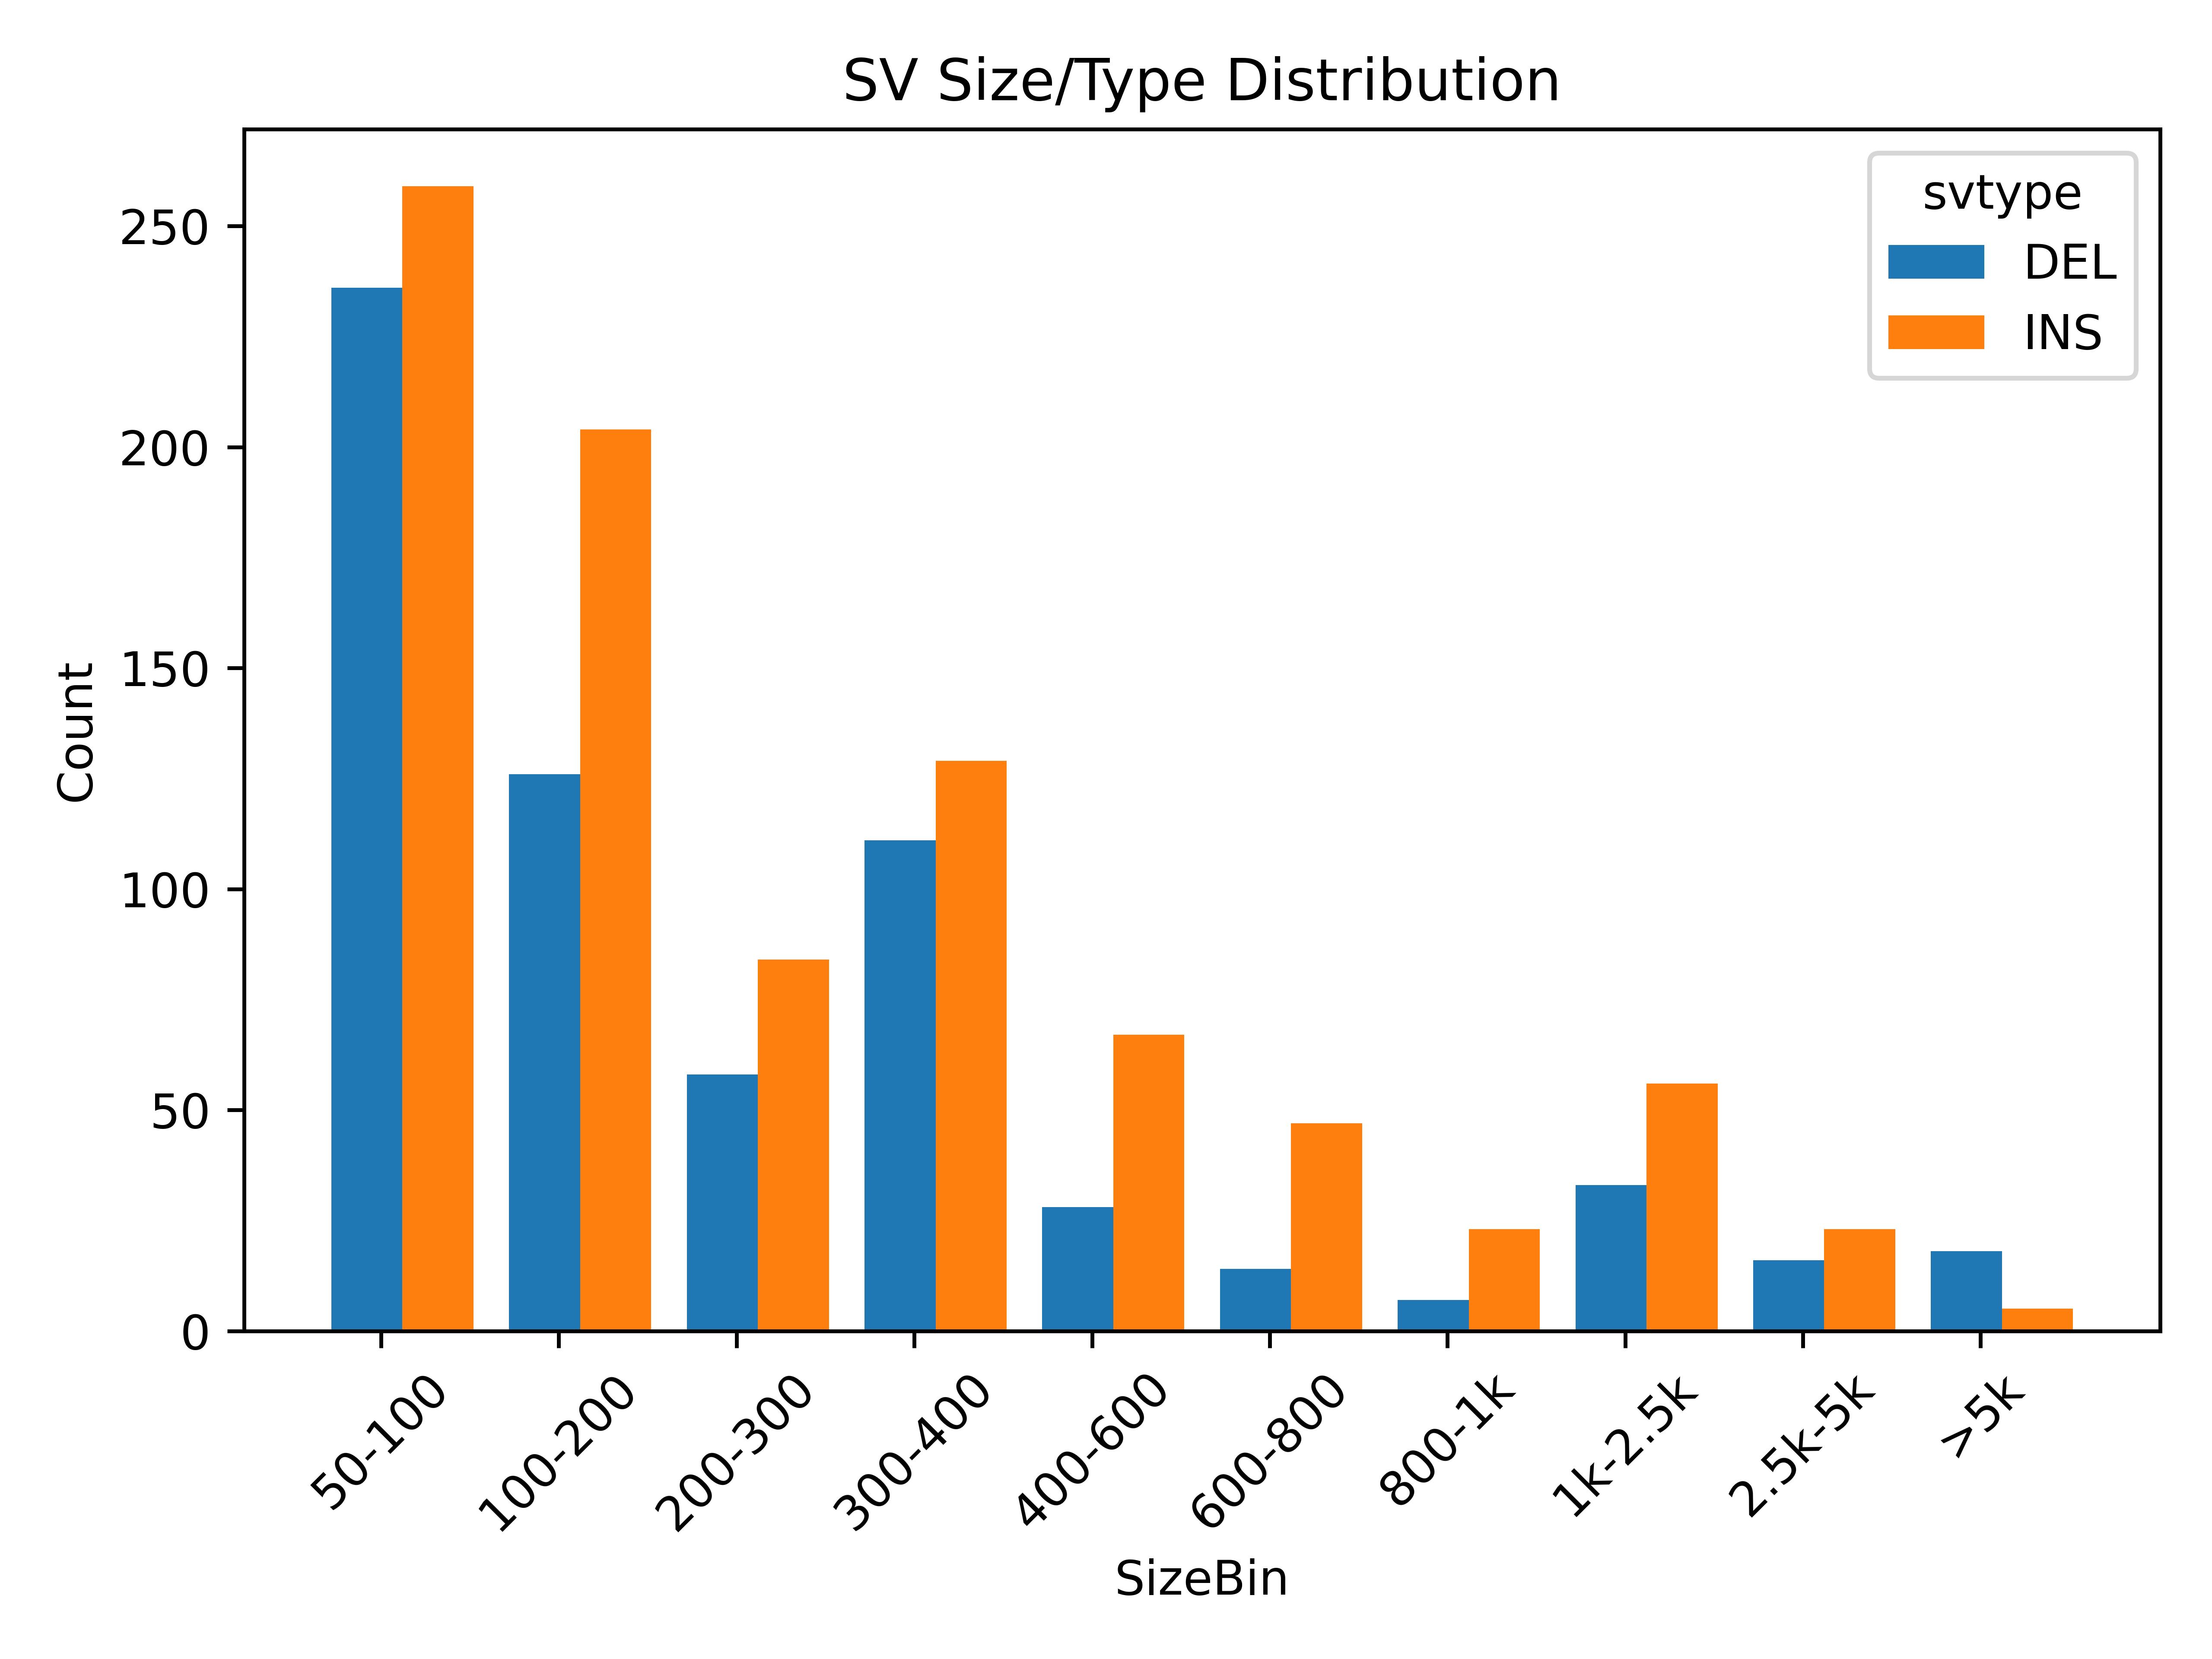 SV Size/Type Distribution
svtype
DEL
INS
Count
250
200
150
100
50
0
50-100
100-200
200-300
300-400
400-600
600-800
800-1k
1k-2.5k
2.5k-5k
>5k
SizeBin